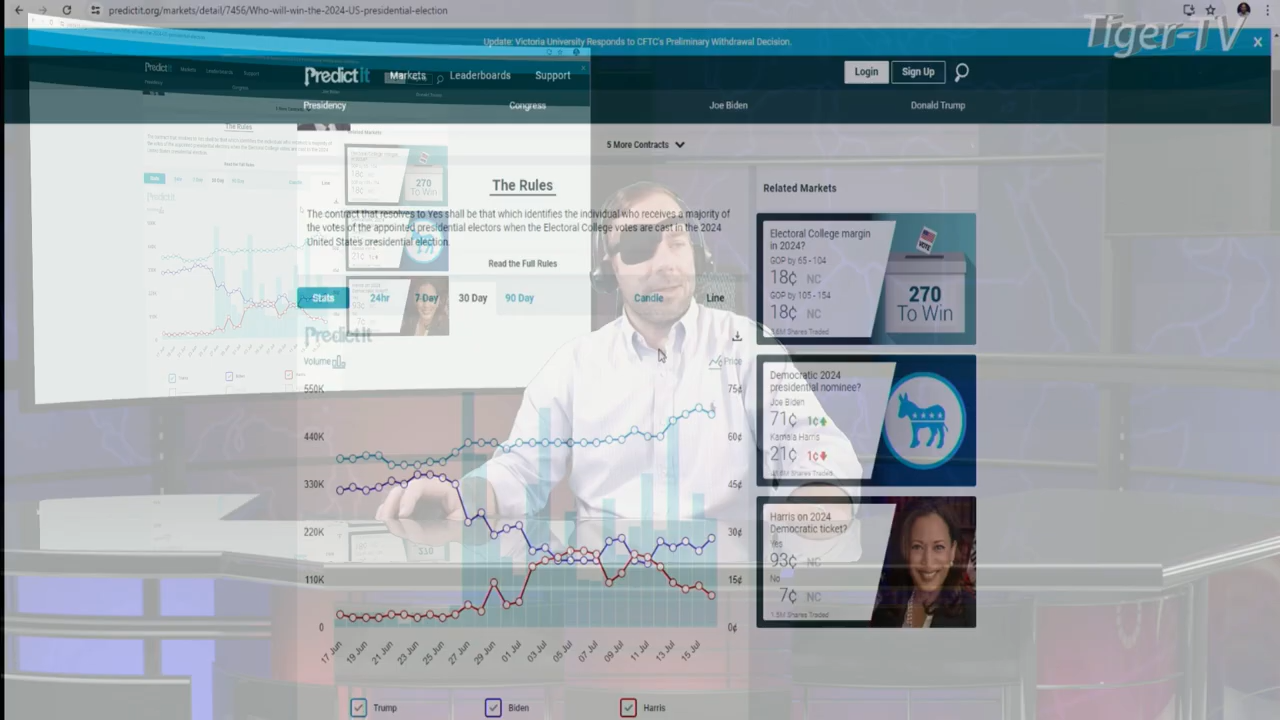 predictit.org/markets/detail/7456/Who-will-win-the-2024-US-presidential-election
Tiger-TV
Update: Victoria University Responds to CFTC's Preliminary Withdrawal Decision.
PredictIt Markets Leaderboards Support
Login Sign Up
Presidency Congress Joe Biden Donald Trump
5 More Contracts
The Rules
The contract that resolves to Yes shall be that which identifies the individual who receives a majority of
the votes of the appointed presidential electors when the Electoral College votes are cast in the 2024
United States presidential election.
Read the Full Rules
Stats 24hr 7 Day 30 Day 90 Day Candle Line
PredictIt
Volume Price
550K 75¢
440K 60¢
330K 45¢
220K 30¢
110K 15¢
0 0¢
17 Jun 19 Jun 21 Jun 23 Jun 25 Jun 27 Jun 29 Jun 01 Jul 03 Jul 05 Jul 07 Jul 09 Jul 11 Jul 13 Jul 15 Jul
Trump Biden Harris
Related Markets
Electoral College margin
in 2024?
GOP by 65 - 104
18¢ NC
GOP by 105 - 154
18¢ NC
270
To Win
VOTE
Democratic 2024
presidential nominee?
Joe Biden
71¢ 1¢
Kamala Harris
21¢ 1¢
Harris on 2024
Democratic ticket?
Yes
93¢ NC
No
7¢ NC
PredictIt
The Rules
270
To Win